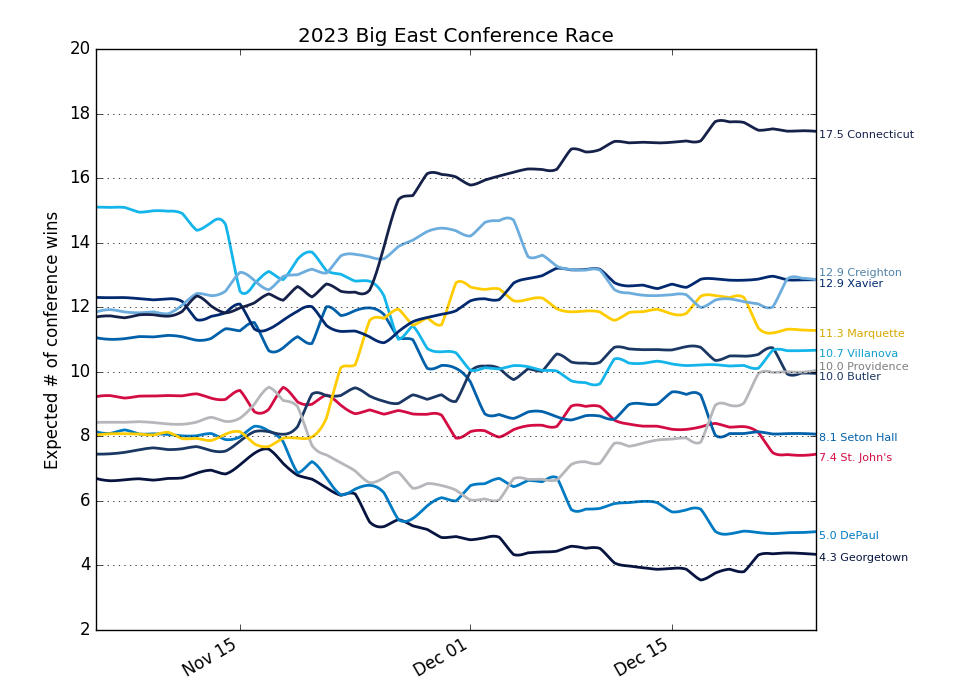 2023 Big East Conference Race
Expected # of conference wins
20
18
16
14
12
10
8
6
4
2
Nov 15
Dec 01
Dec 15
17.5 Connecticut
12.9 Creighton
12.9 Xavier
11.3 Marquette
10.7 Villanova
10.0 Providence
10.0 Butler
8.1 Seton Hall
7.4 St. John's
5.0 DePaul
4.3 Georgetown